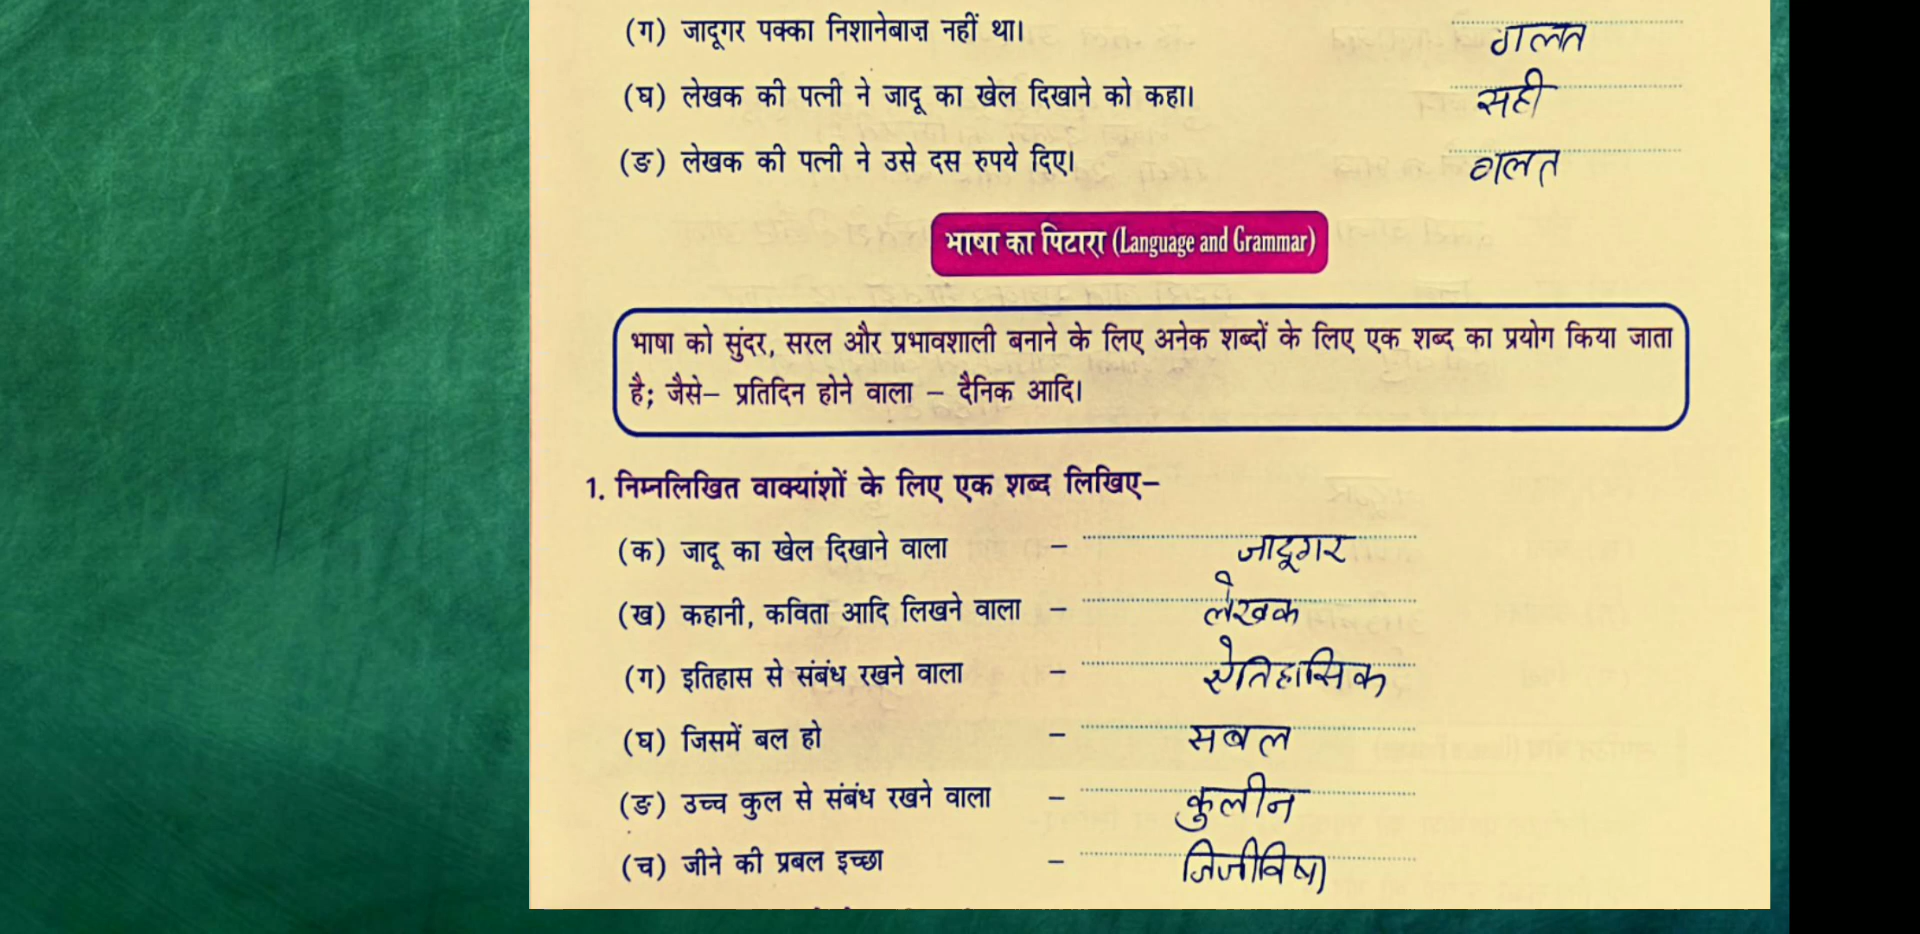 (ग) जादूगर पक्का निशानेबाज़ नहीं था। गलत
(घ) लेखक की पत्नी ने जादू का खेल दिखाने को कहा। सही
(ङ) लेखक की पत्नी ने उसे दस रुपये दिए। गलत
भाषा का पिटारा (Language and Grammar)
भाषा को सुंदर, सरल और प्रभावशाली बनाने के लिए अनेक शब्दों के लिए एक शब्द का प्रयोग किया जाता
है; जैसे– प्रतिदिन होने वाला – दैनिक आदि।
1. निम्नलिखित वाक्यांशों के लिए एक शब्द लिखिए–
(क) जादू का खेल दिखाने वाला – जादूगर
(ख) कहानी, कविता आदि लिखने वाला – लेखक
(ग) इतिहास से संबंध रखने वाला – ऐतिहासिक
(घ) जिसमें बल हो – सबल
(ङ) उच्च कुल से संबंध रखने वाला – कुलीन
(च) जीने की प्रबल इच्छा – जिजीविषा